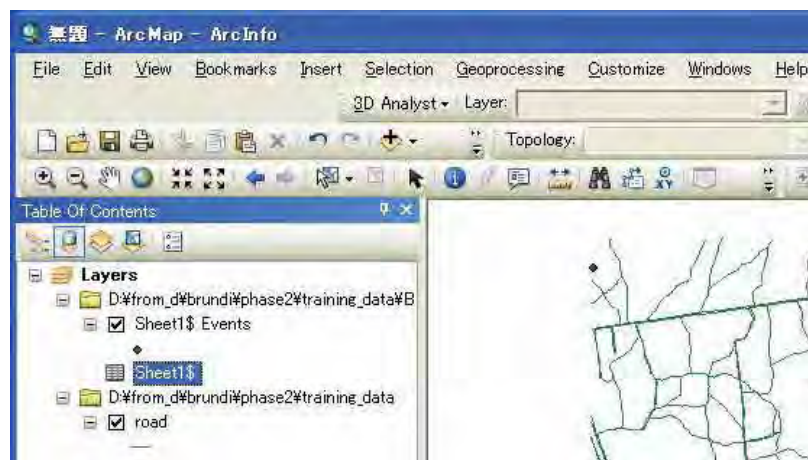 無題 - ArcMap - ArcInfo
File Edit View Bookmarks Insert Selection Geoprocessing Customize Windows Help
3D Analyst Layer:
Topology:
XY
Table Of Contents
Layers
D:¥from_d¥brundi¥phase2¥training_data¥B
Sheet1$ Events
Sheet1$
D:¥from_d¥brundi¥phase2¥training_data
road